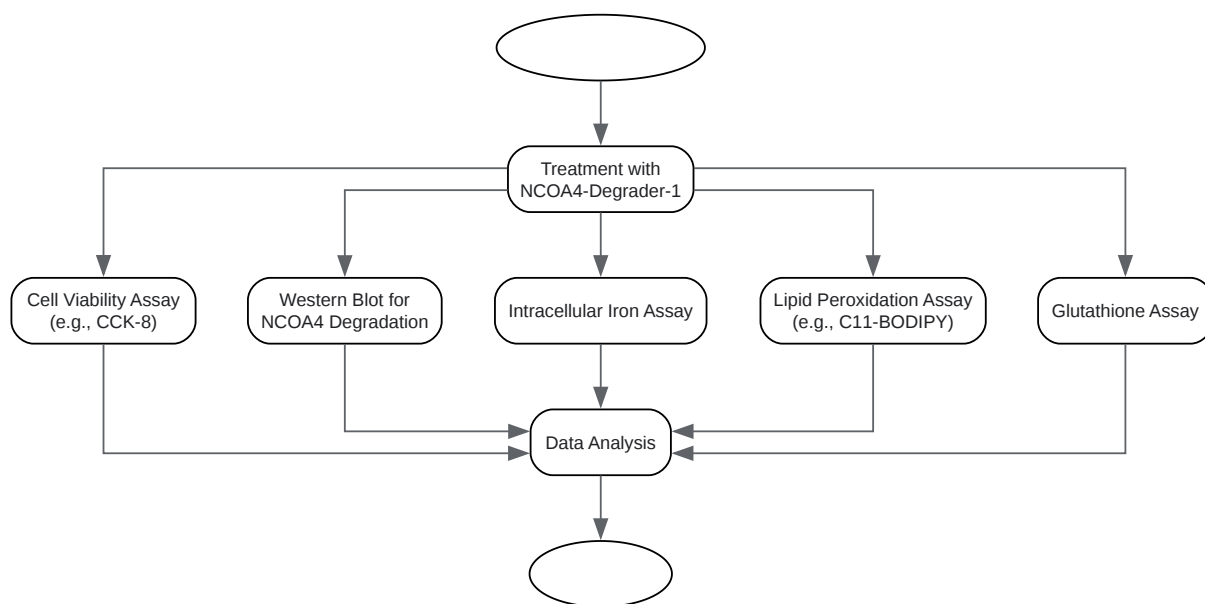 Treatment with
NCOA4-Degrader-1
Cell Viability Assay
(e.g., CCK-8)
Western Blot for
NCOA4 Degradation
Intracellular Iron Assay
Lipid Peroxidation Assay
(e.g., C11-BODIPY)
Glutathione Assay
Data Analysis